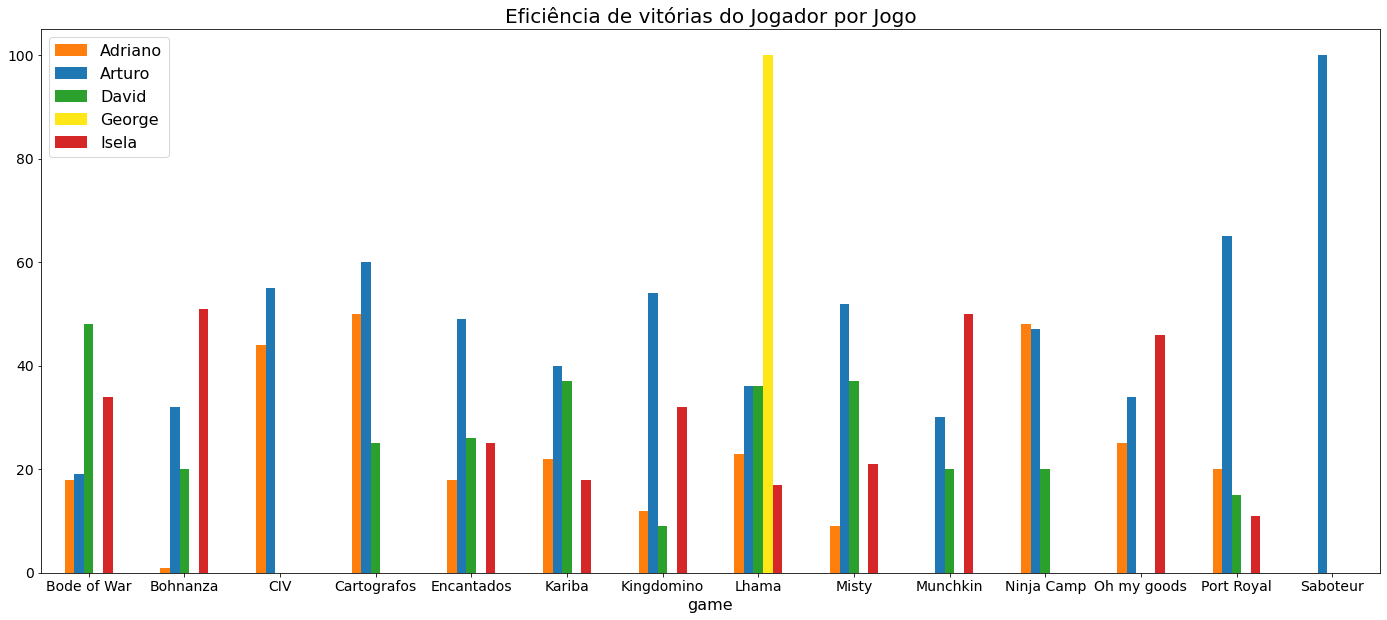 Eficiência de vitórias do Jogador por Jogo
Adriano
Arturo
David
George
Isela
100
80
60
40
20
0
Bode of War Bohnanza CIV Cartografos Encantados Kariba Kingdomino Lhama Misty Munchkin Ninja Camp Oh my goods Port Royal Saboteur
game